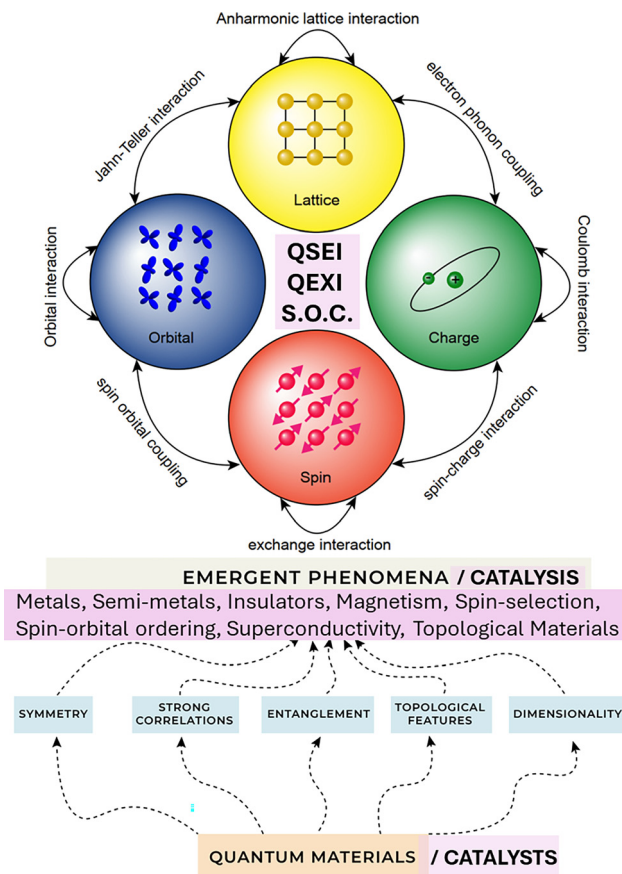 Anharmonic lattice interaction
Jahn-Teller interaction
electron phonon coupling
Lattice
Orbital interaction
Coulomb interaction
QSEI
QEXI
S.O.C.
Orbital
Charge
-
+
spin orbital coupling
spin-charge interaction
Spin
exchange interaction
EMERGENT PHENOMENA / CATALYSIS
Metals, Semi-metals, Insulators, Magnetism, Spin-selection,
Spin-orbital ordering, Superconductivity, Topological Materials
SYMMETRY
STRONG
CORRELATIONS
ENTANGLEMENT
TOPOLOGICAL
FEATURES
DIMENSIONALITY
QUANTUM MATERIALS / CATALYSTS